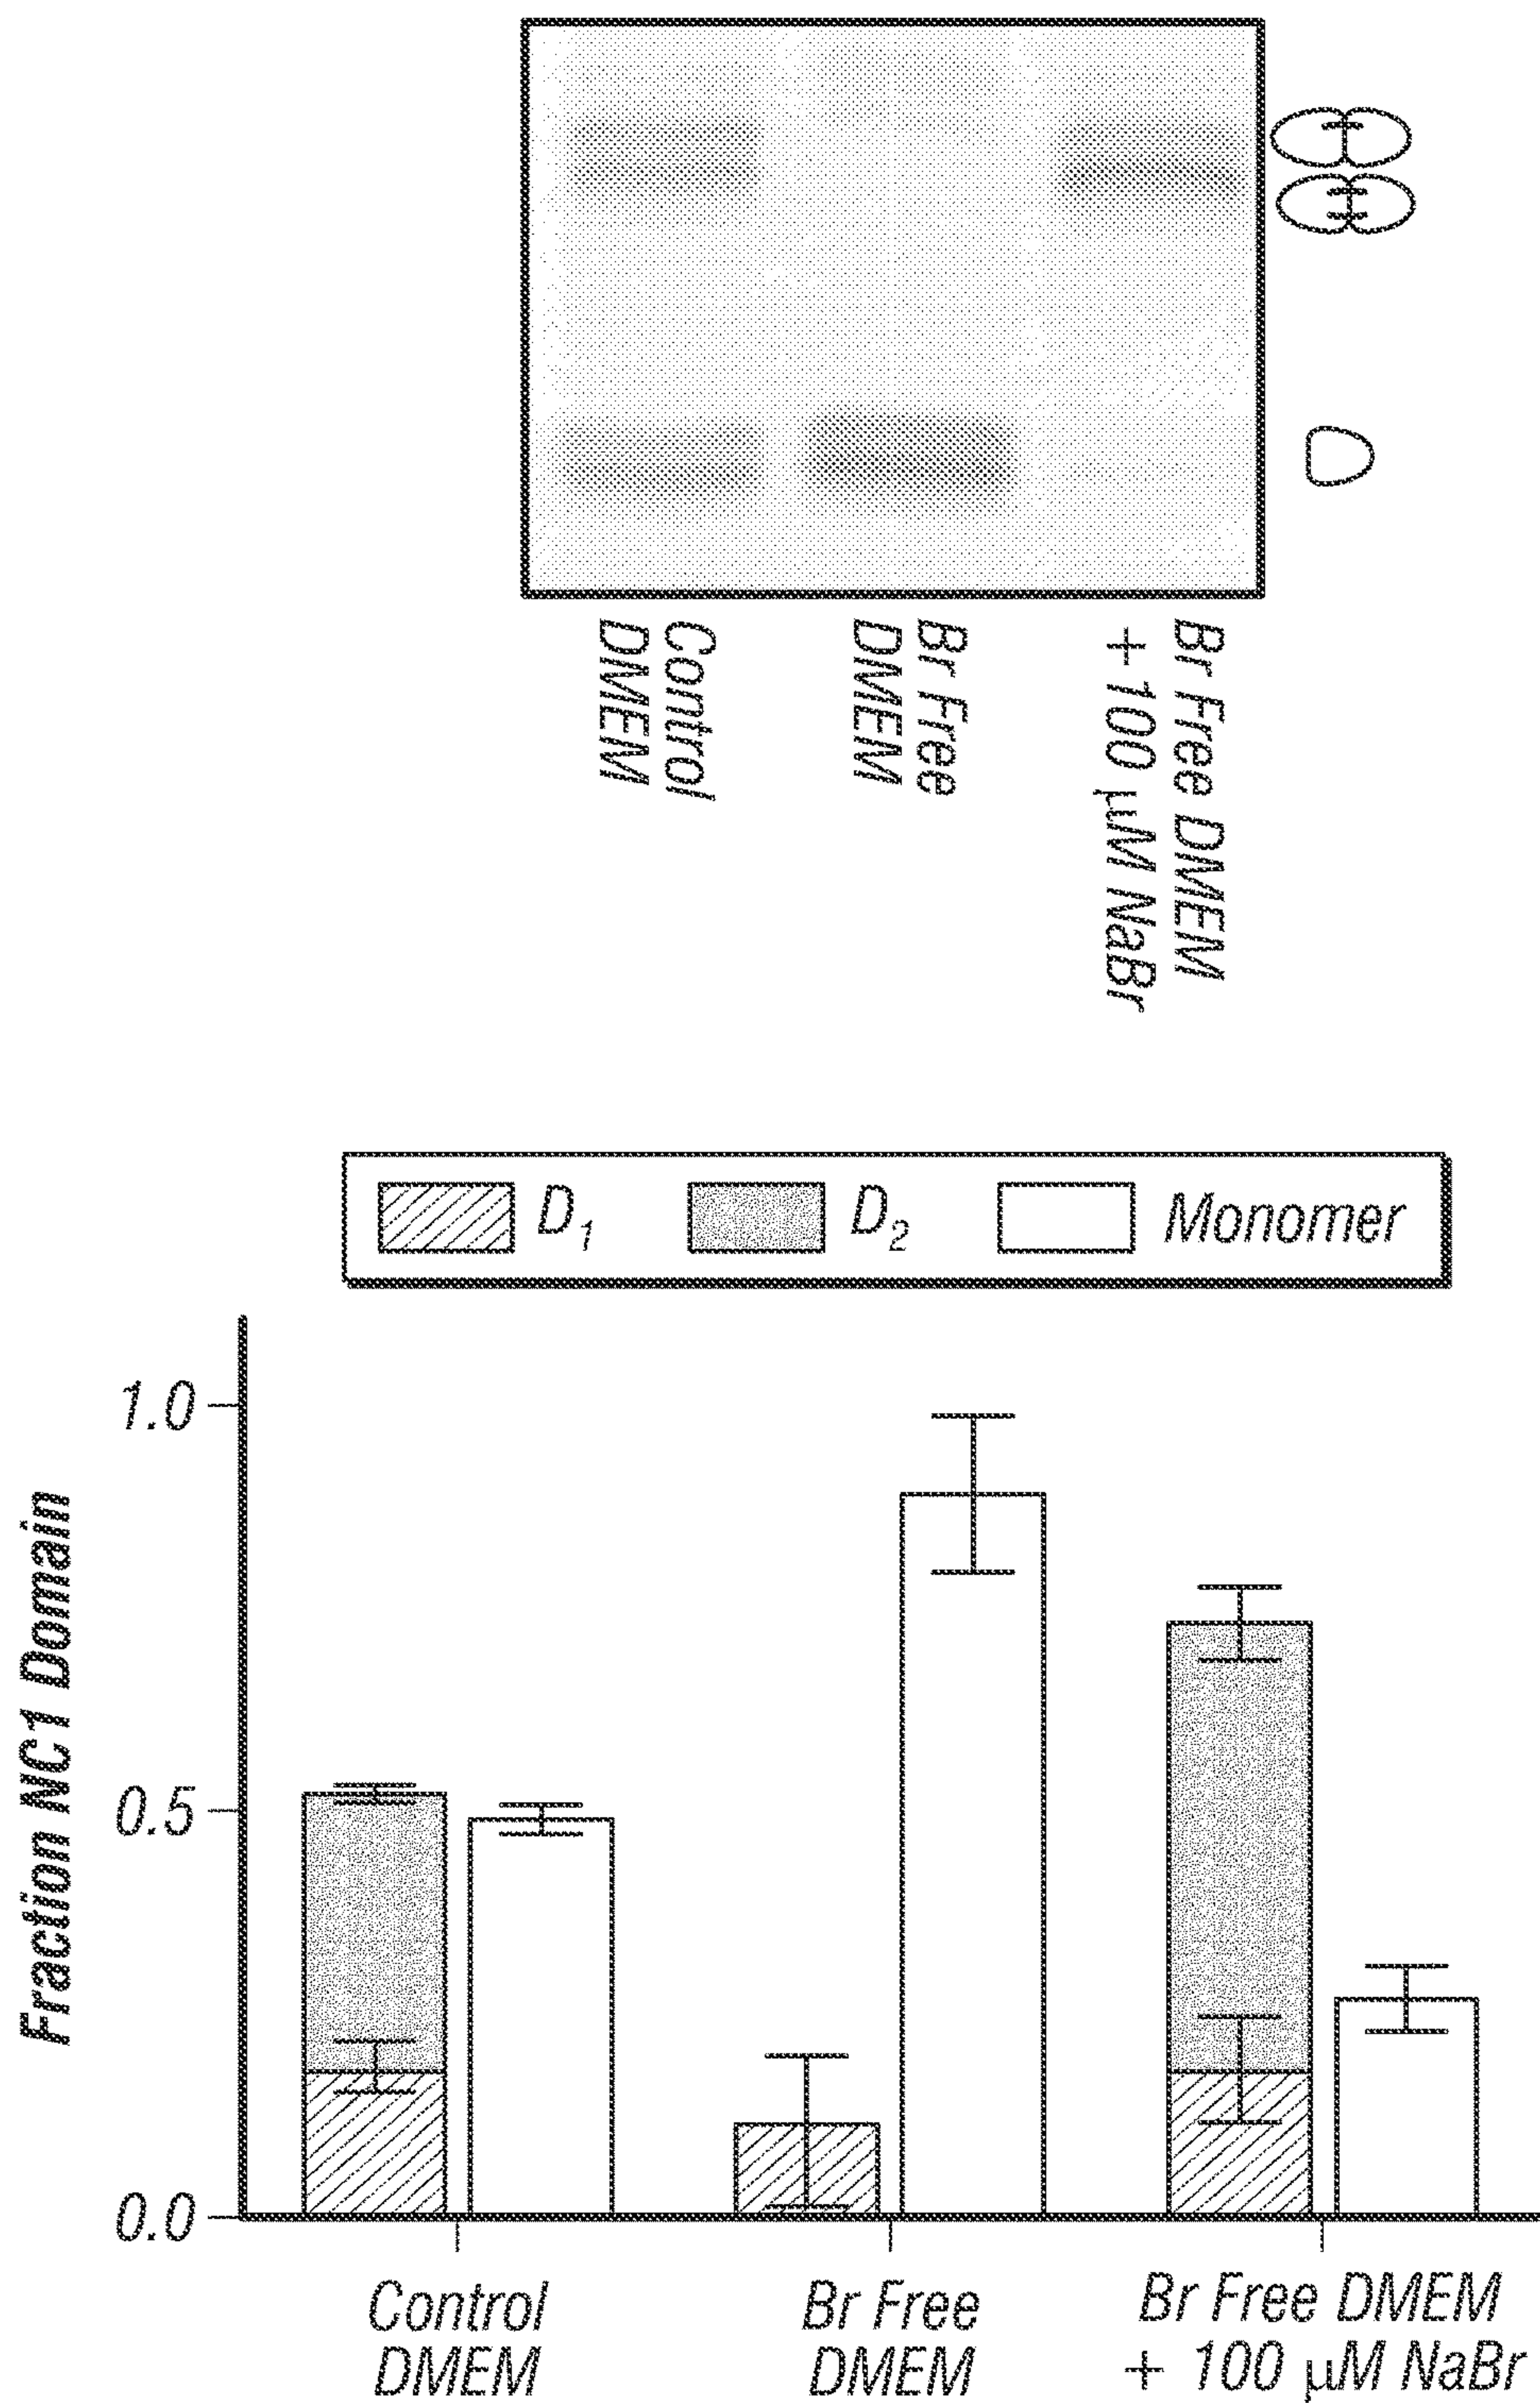 Control
DMEM
Br Free
DMEM
Br Free DMEM
+ 100 µM NaBr
D1
D2
Monomer
Fraction NC1 Domain
1.0
0.5
0.0
Control
DMEM
Br Free
DMEM
Br Free DMEM
+ 100 µM NaBr